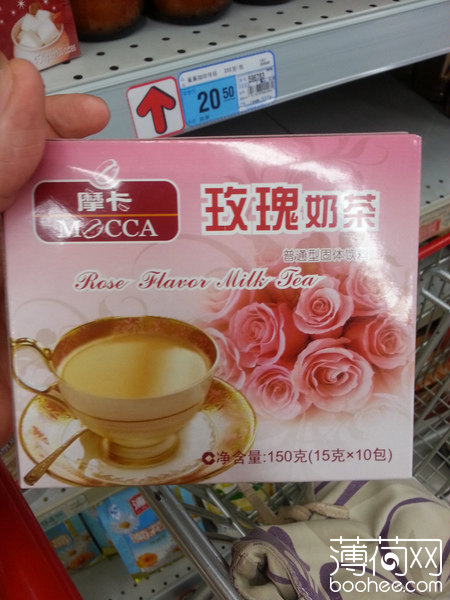 20.50
摩卡
MOCCA
玫瑰奶茶
普通型固体饮料
Rose Flavor Milk Tea
净含量:150克(15克×10包)
薄荷网
boohee.com